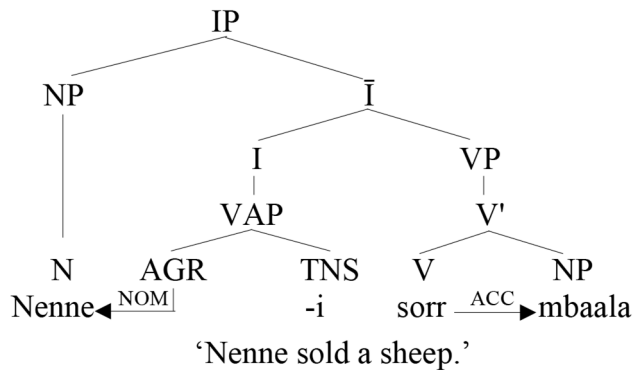 IP
NP Ī
I VP
VAP V'
N AGR TNS V NP
Nenne NOM -i sorr ACC mbaala
‘Nenne sold a sheep.’